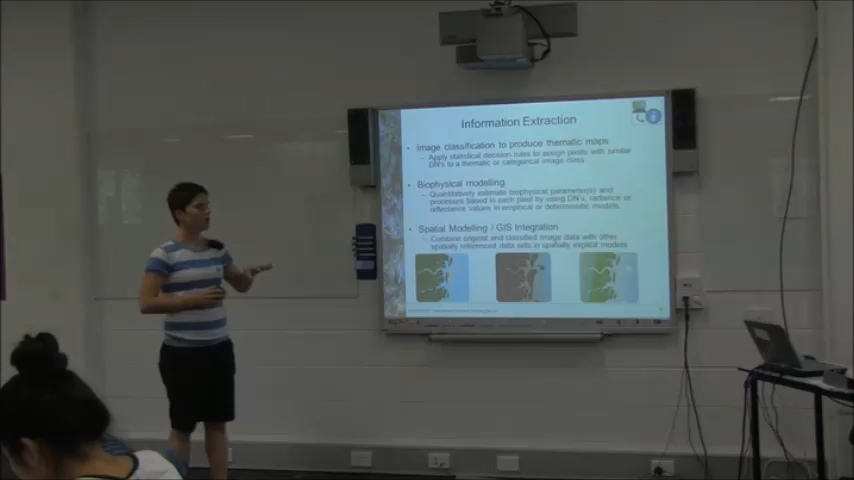 Information Extraction
• image classification to produce thematic maps
– Apply statistical decision rules to assign pixels with similar
DN's to a thematic or categorical image class
• Biophysical modelling
– Quantitatively estimate biophysical parameter(s) and
processes based in each pixel by using DN's, radiance or
reflectance values in empirical or deterministic models.
• Spatial Modelling / GIS Integration
– Combine original and classified image data with other
spatially referenced data sets in spatially explicit models